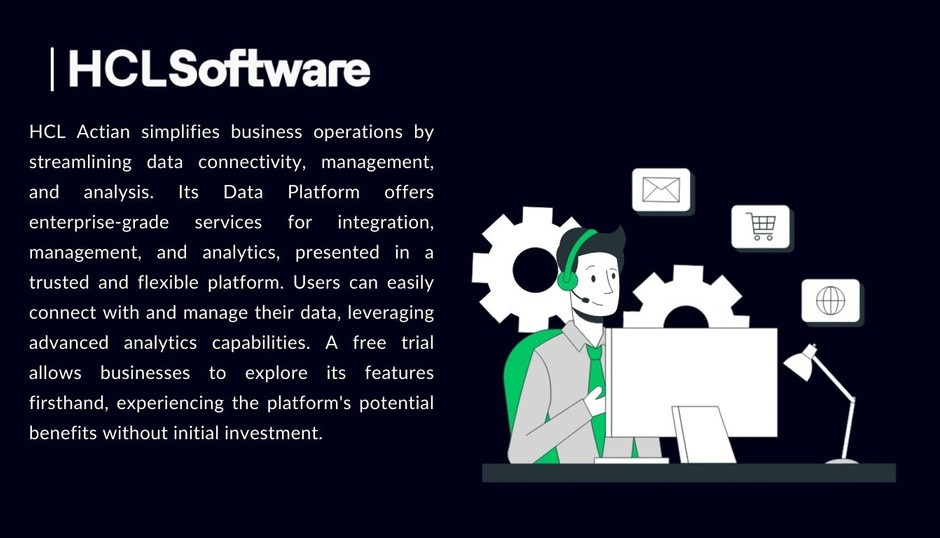 HCLSoftware
HCL Actian simplifies business operations by
streamlining data connectivity, management,
and analysis. Its Data Platform offers
enterprise-grade services for integration,
management, and analytics, presented in a
trusted and flexible platform. Users can easily
connect with and manage their data, leveraging
advanced analytics capabilities. A free trial
allows businesses to explore its features
firsthand, experiencing the platform's potential
benefits without initial investment.